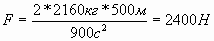 F = 2*2160кг*500м / 900с² = 2400Н